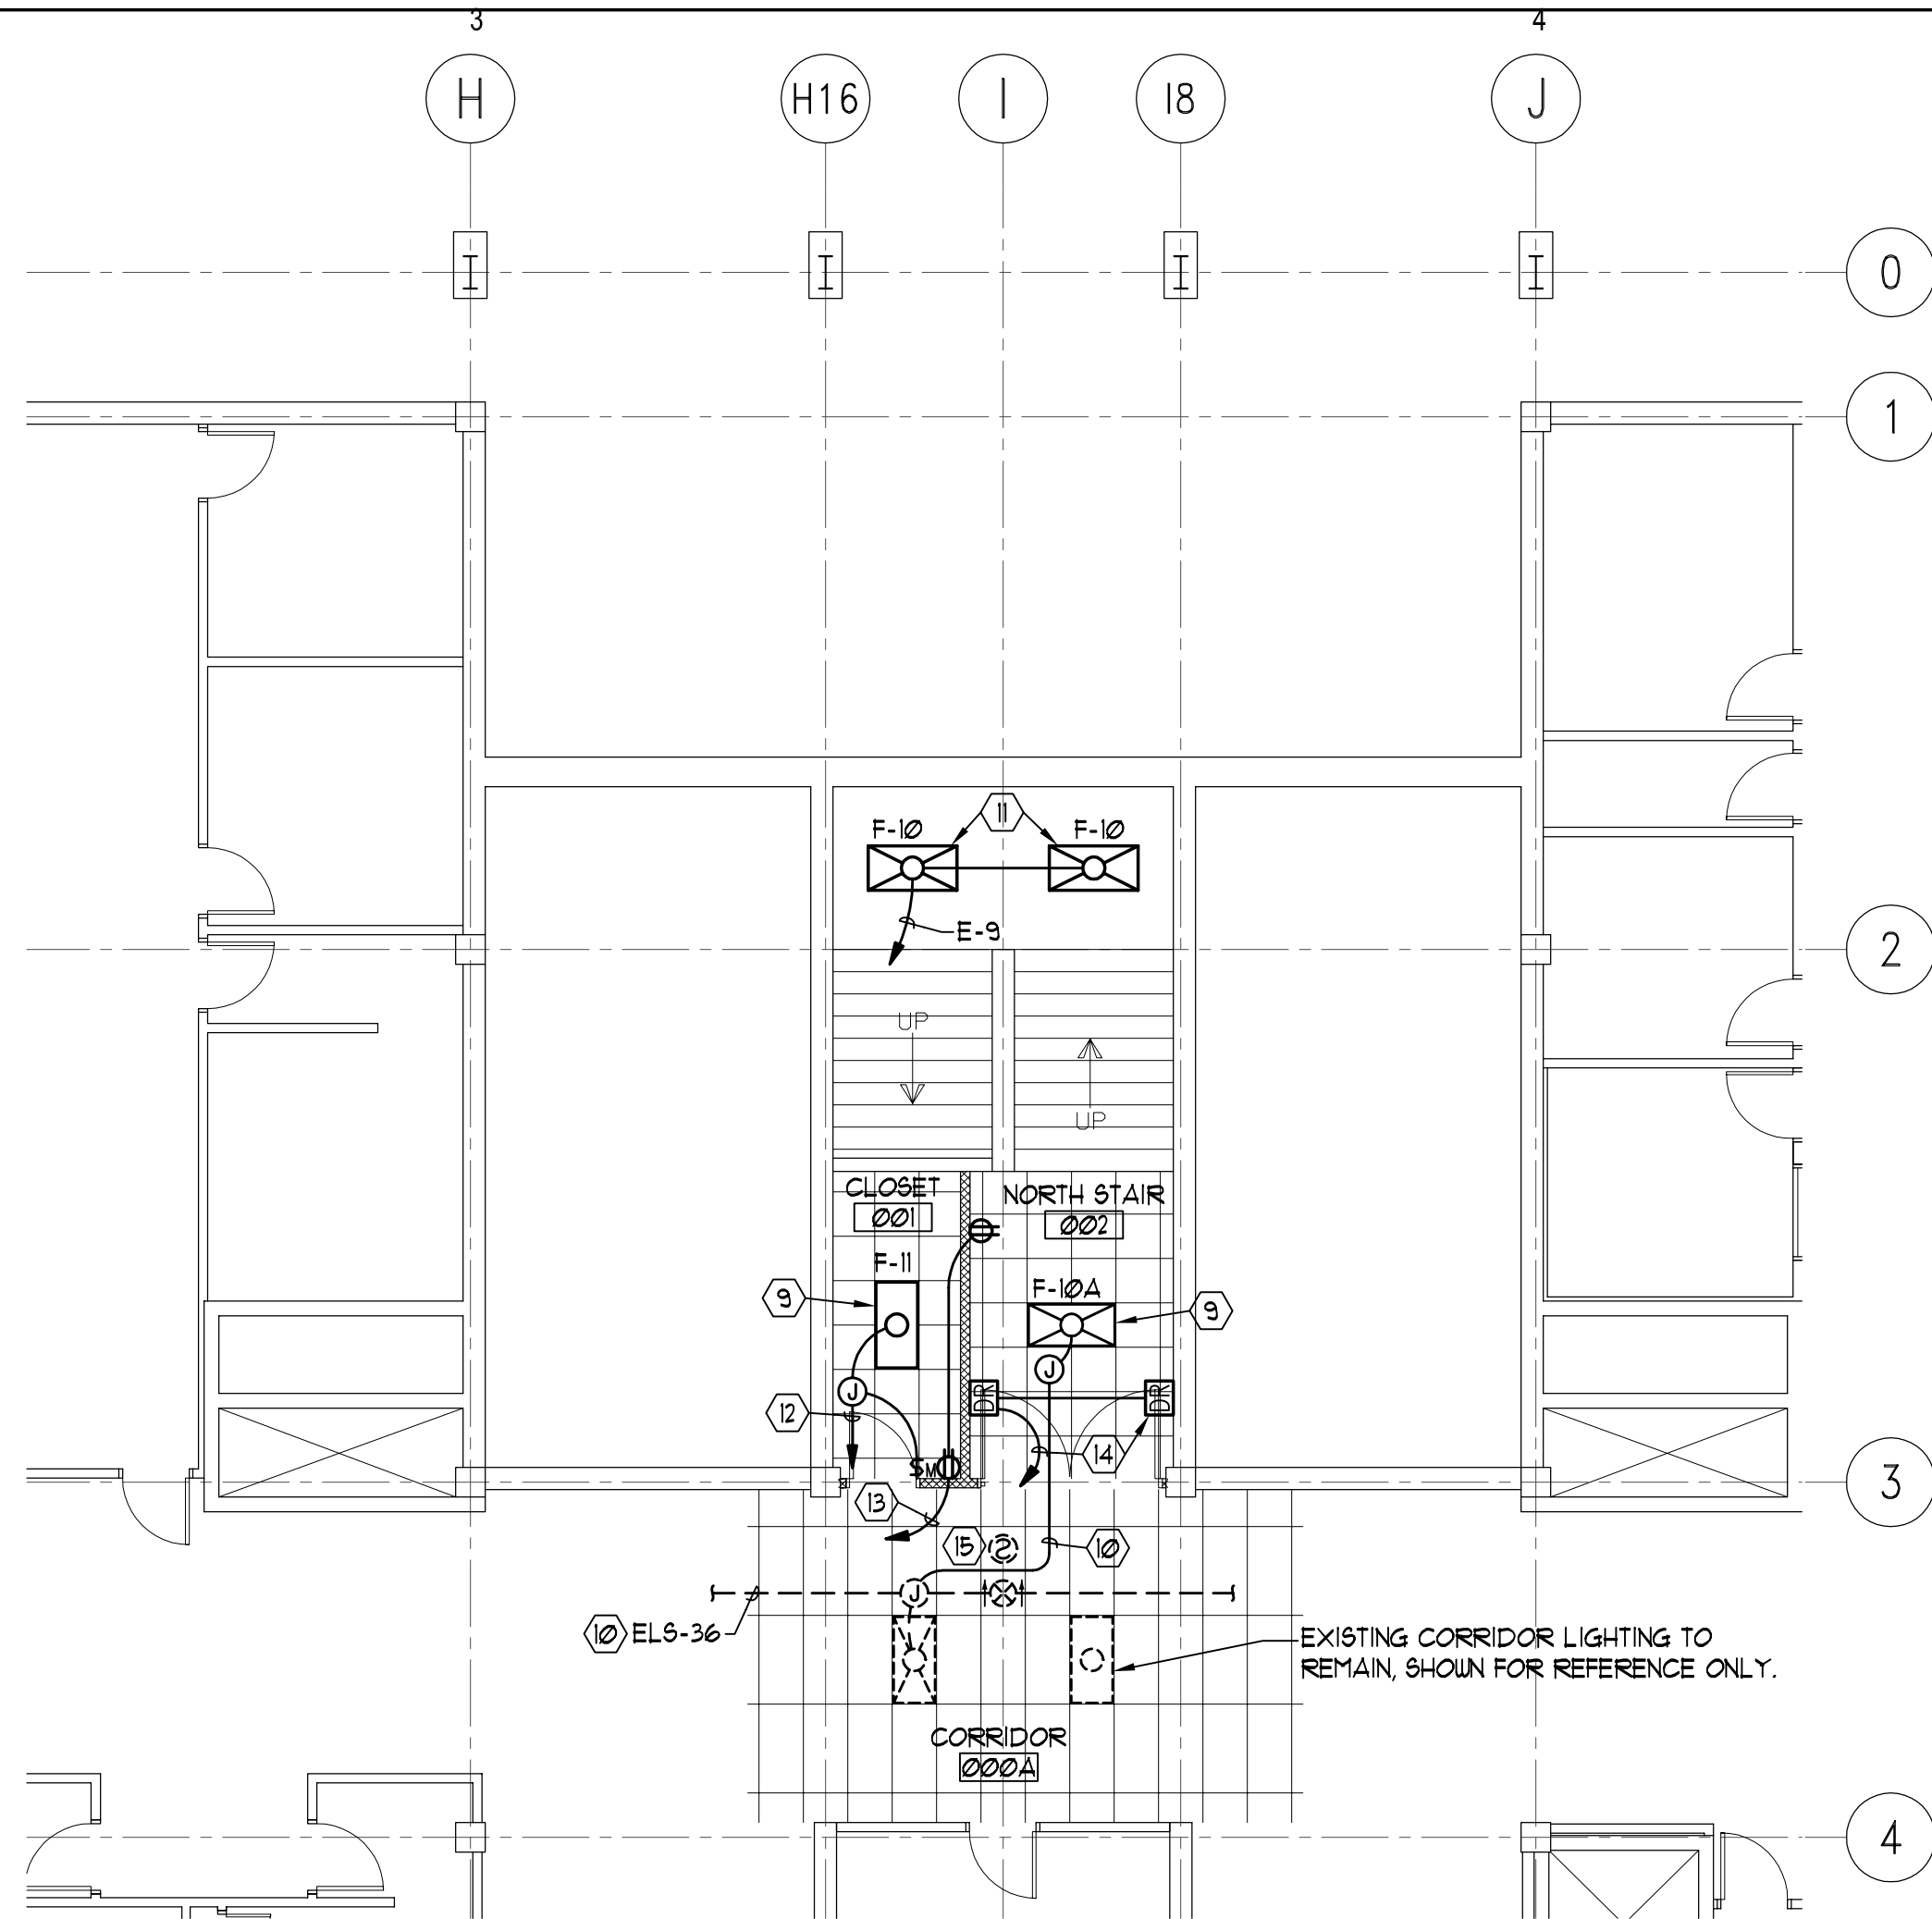 3
4
H
H16
I
I8
J
I
I
I
I
0
1
F-10
11
F-10
E-9
2
UP
UP
CLOSET
001
NORTH STAIR
002
F-11
F-10A
9
9
J
J
DR
DR
12
14
SM
3
13
15
S
10
J
10 ELS-36
EXISTING CORRIDOR LIGHTING TO
REMAIN, SHOWN FOR REFERENCE ONLY.
CORRIDOR
000A
4